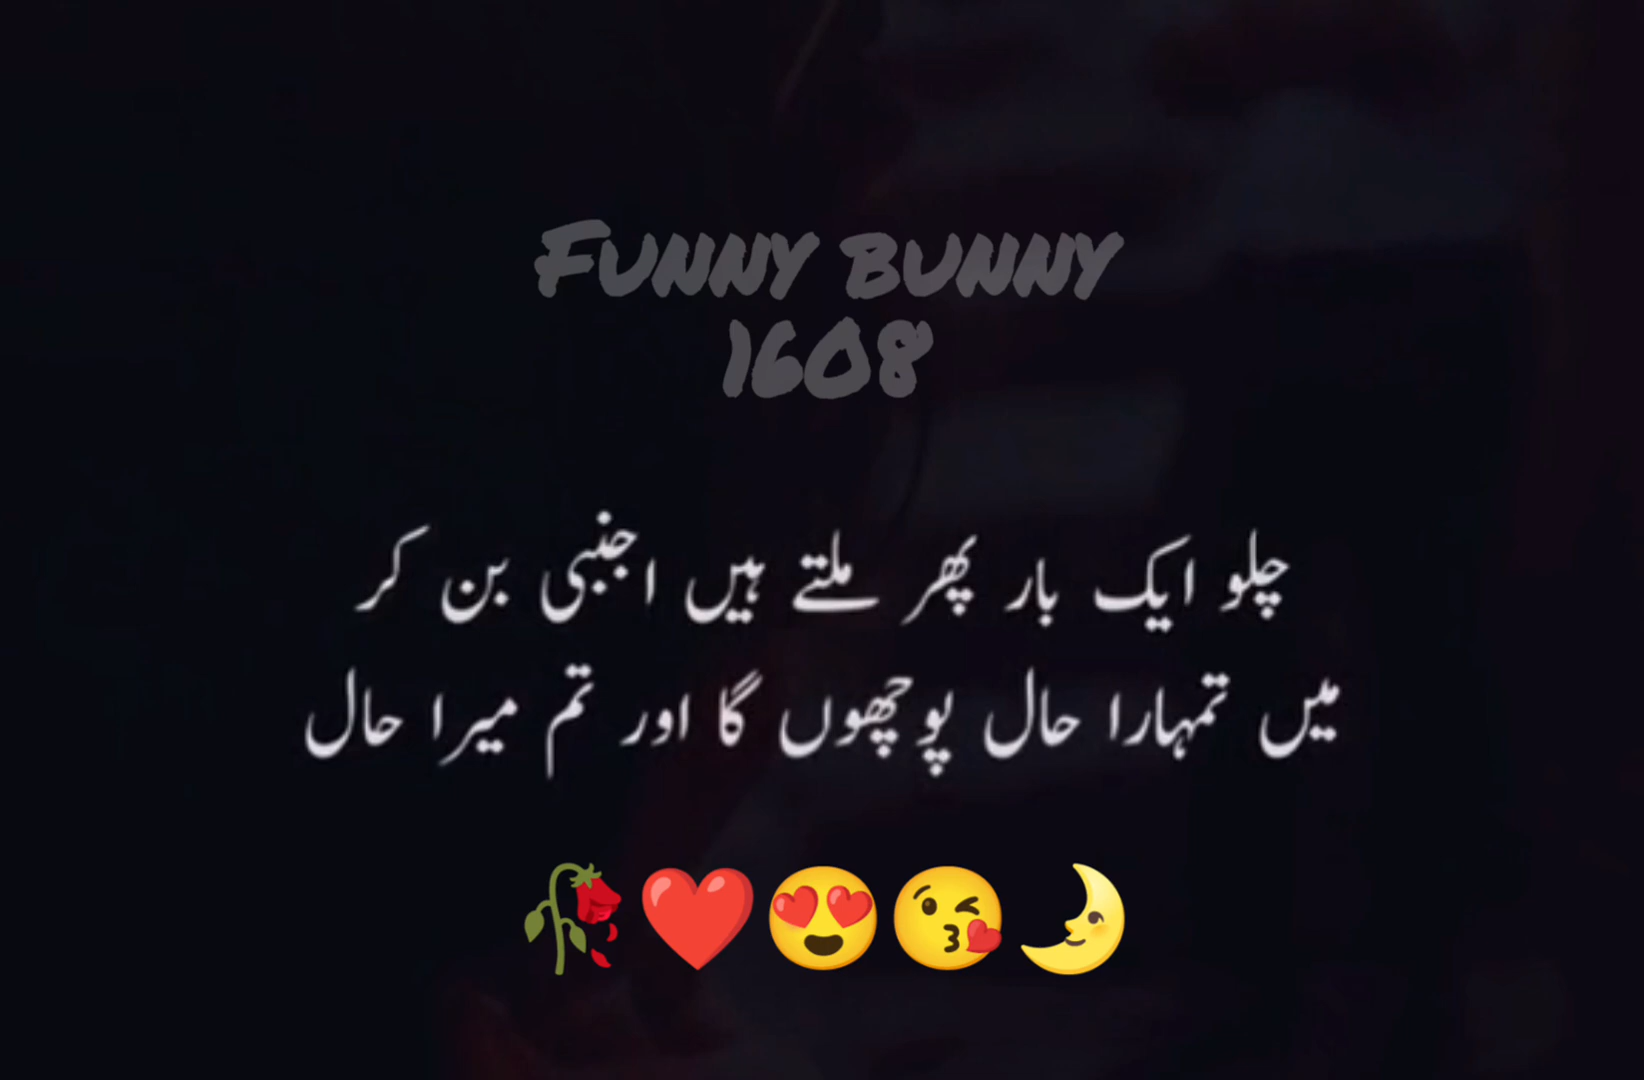 Funny bunny
1608
چلو ایک بار پھر ملتے ہیں اجنبی بن کر
میں تمہارا حال پوچھوں گا اور تم میرا حال
🥀❤️😍😘🌛